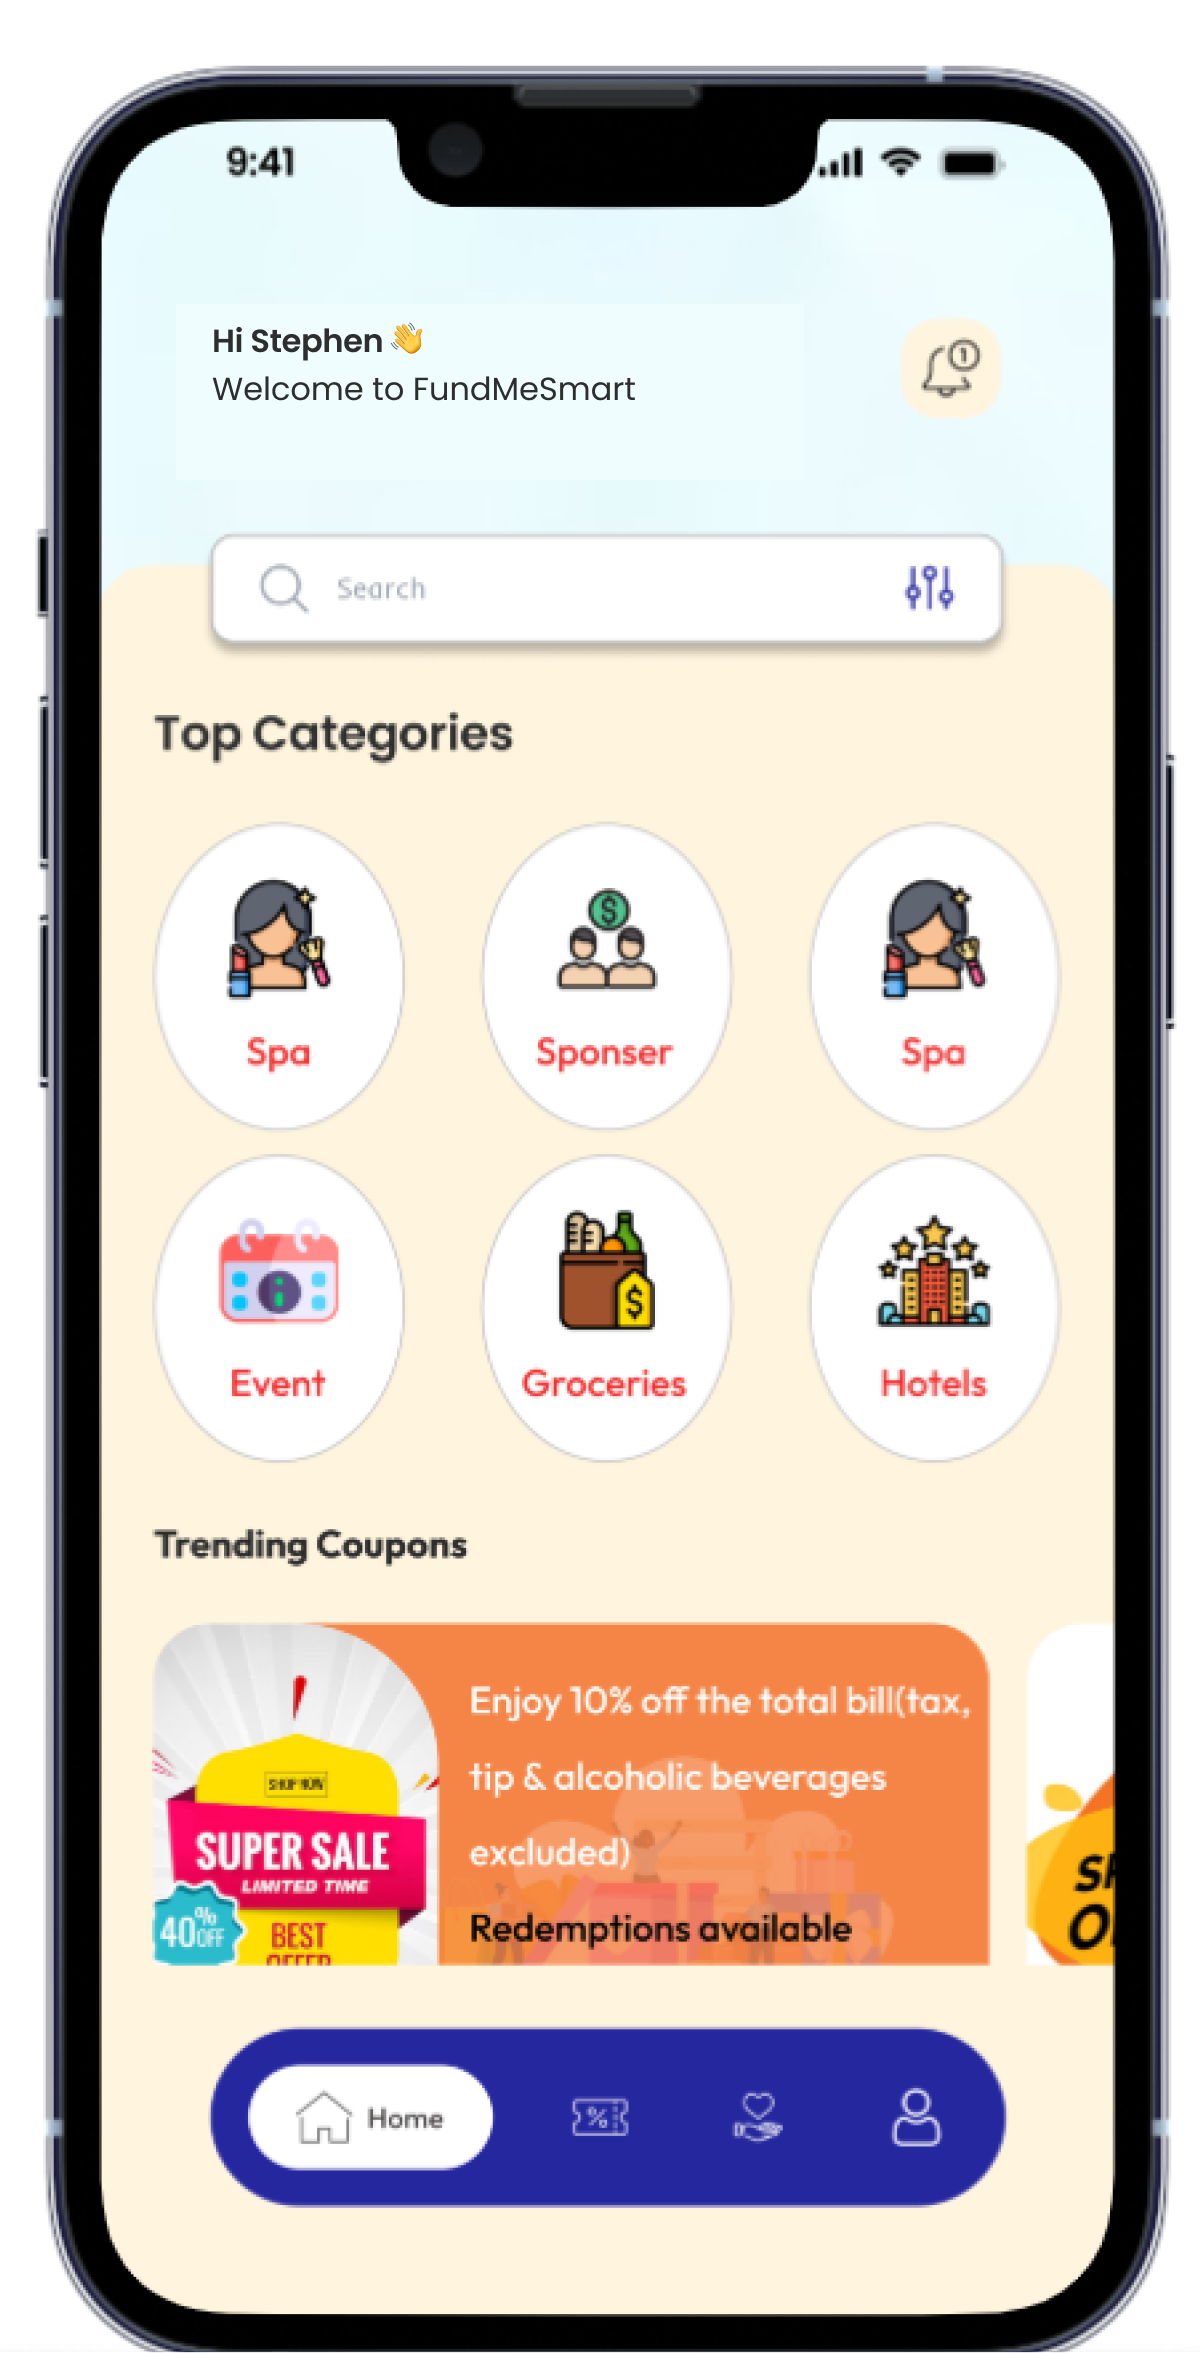 9:41
Hi Stephen 👋
Welcome to FundMeSmart
1
Search
Top Categories
Spa
Sponser
Spa
Event
Groceries
Hotels
Trending Coupons
SHOP NOW
SUPER SALE
LIMITED TIME
40% OFF
BEST
OFFER
Enjoy 10% off the total bill(tax,
tip & alcoholic beverages
excluded)
Redemptions available
Home